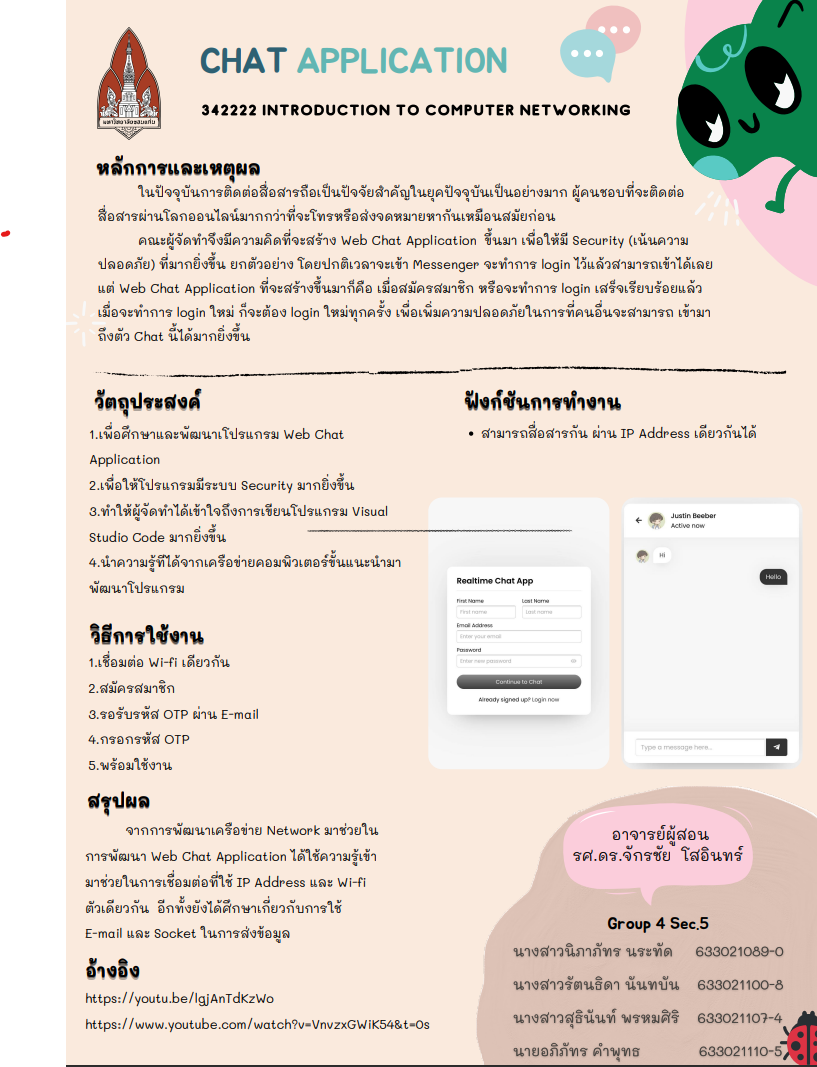 CHAT APPLICATION
342222 INTRODUCTION TO COMPUTER NETWORKING
มหาวิทยาลัยขอนแก่น
หลักการและเหตุผล
ในปัจจุบันการติดต่อสื่อสารถือเป็นปัจจัยสำคัญในยุคปัจจุบันเป็นอย่างมาก ผู้คนชอบที่จะติดต่อ
สื่อสารผ่านโลกออนไลน์มากกว่าที่จะโทรหรือส่งจดหมายหากันเหมือนสมัยก่อน
คณะผู้จัดทำจึงมีความคิดที่จะสร้าง Web Chat Application ขึ้นมา เพื่อให้มี Security (เน้นความ
ปลอดภัย) ที่มากยิ่งขึ้น ยกตัวอย่าง โดยปกติเวลาจะเข้า Messenger จะทำการ login ไว้แล้วสามารถเข้าได้เลย
แต่ Web Chat Application ที่จะสร้างขึ้นมาก็คือ เมื่อสมัครสมาชิก หรือจะทำการ login เสร็จเรียบร้อยแล้ว
เมื่อจะทำการ login ใหม่ ก็จะต้อง login ใหม่ทุกครั้ง เพื่อเพิ่มความปลอดภัยในการที่คนอื่นจะสามารถ เข้ามา
ถึงตัว Chat นี้ได้มากยิ่งขึ้น
วัตถุประสงค์
1.เพื่อศึกษาและพัฒนาเโปรแกรม Web Chat
Application
2.เพื่อให้โปรแกรมมีระบบ Security มากยิ่งขึ้น
3.ทำให้ผู้จัดทำได้เข้าใจถึงการเขียนโปรแกรม Visual
Studio Code มากยิ่งขึ้น
4.นำความรู้ที่ได้จากเครือข่ายคอมพิวเตอร์ขั้นแนะนำมา
พัฒนาโปรแกรม
ฟังก์ชันการทำงาน
• สามารถสื่อสารกัน ผ่าน IP Address เดียวกันได้
Realtime Chat App
First Name Last Name
First name Last name
Email Address
Enter your email
Password
Enter new password
Continue to Chat
Already signed up? Login now
Justin Beeber
Active now
Hi
Hello
Type a message here...
วิธีการใช้งาน
1.เชื่อมต่อ Wi-fi เดียวกัน
2.สมัครสมาชิก
3.รอรับรหัส OTP ผ่าน E-mail
4.กรอกรหัส OTP
5.พร้อมใช้งาน
สรุปผล
จากการพัฒนาเครือข่าย Network มาช่วยใน
การพัฒนา Web Chat Application ได้ใช้ความรู้เข้า
มาช่วยในการเชื่อมต่อที่ใช้ IP Address และ Wi-fi
ตัวเดียวกัน อีกทั้งยังได้ศึกษาเกี่ยวกับการใช้
E-mail และ Socket ในการส่งข้อมูล
อ้างอิง
https://youtu.be/lgjAnTdKzWo
https://www.youtube.com/watch?v=VnvzxGWiK54&t=0s
อาจารย์ผู้สอน
รศ.ดร.จักรชัย โสอินทร์
Group 4 Sec.5
นางสาวนิภาภัทร นระทัด 633021089-0
นางสาวรัตนธิดา นันทบัน 633021100-8
นางสาวสุธินันท์ พรหมศิริ 633021107-4
นายอภิภัทร คำพุทธ 633021110-5